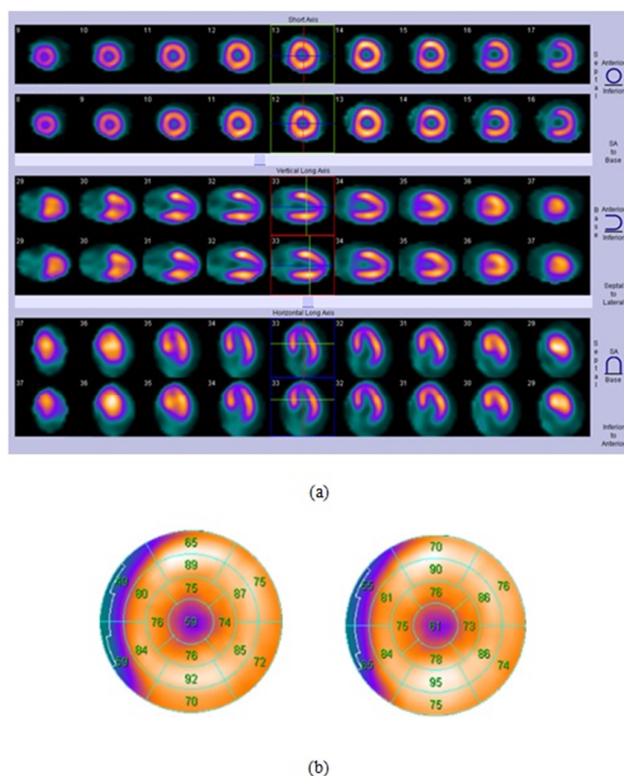 Short Axis
9 10 11 12 13 14 15 16 17
8 9 10 11 12 13 14 15 16
Septal
Anterior
Inferior
SA
to
Base
Vertical Long Axis
29 30 31 32 33 34 35 36 37
29 30 31 32 33 34 35 36 37
Base
Anterior
Inferior
Septal
to
Lateral
Horizontal Long Axis
37 36 35 34 33 32 31 30 29
37 36 35 34 33 32 31 30 29
Septal
SA
Base
Inferior
to
Anterior
(a)
65
89
49 80 75 87 75
76 59 74
59 84 76 85 72
92
70
70
90
55 81 76 86 76
75 61 73
65 84 78 86 74
95
75
(b)